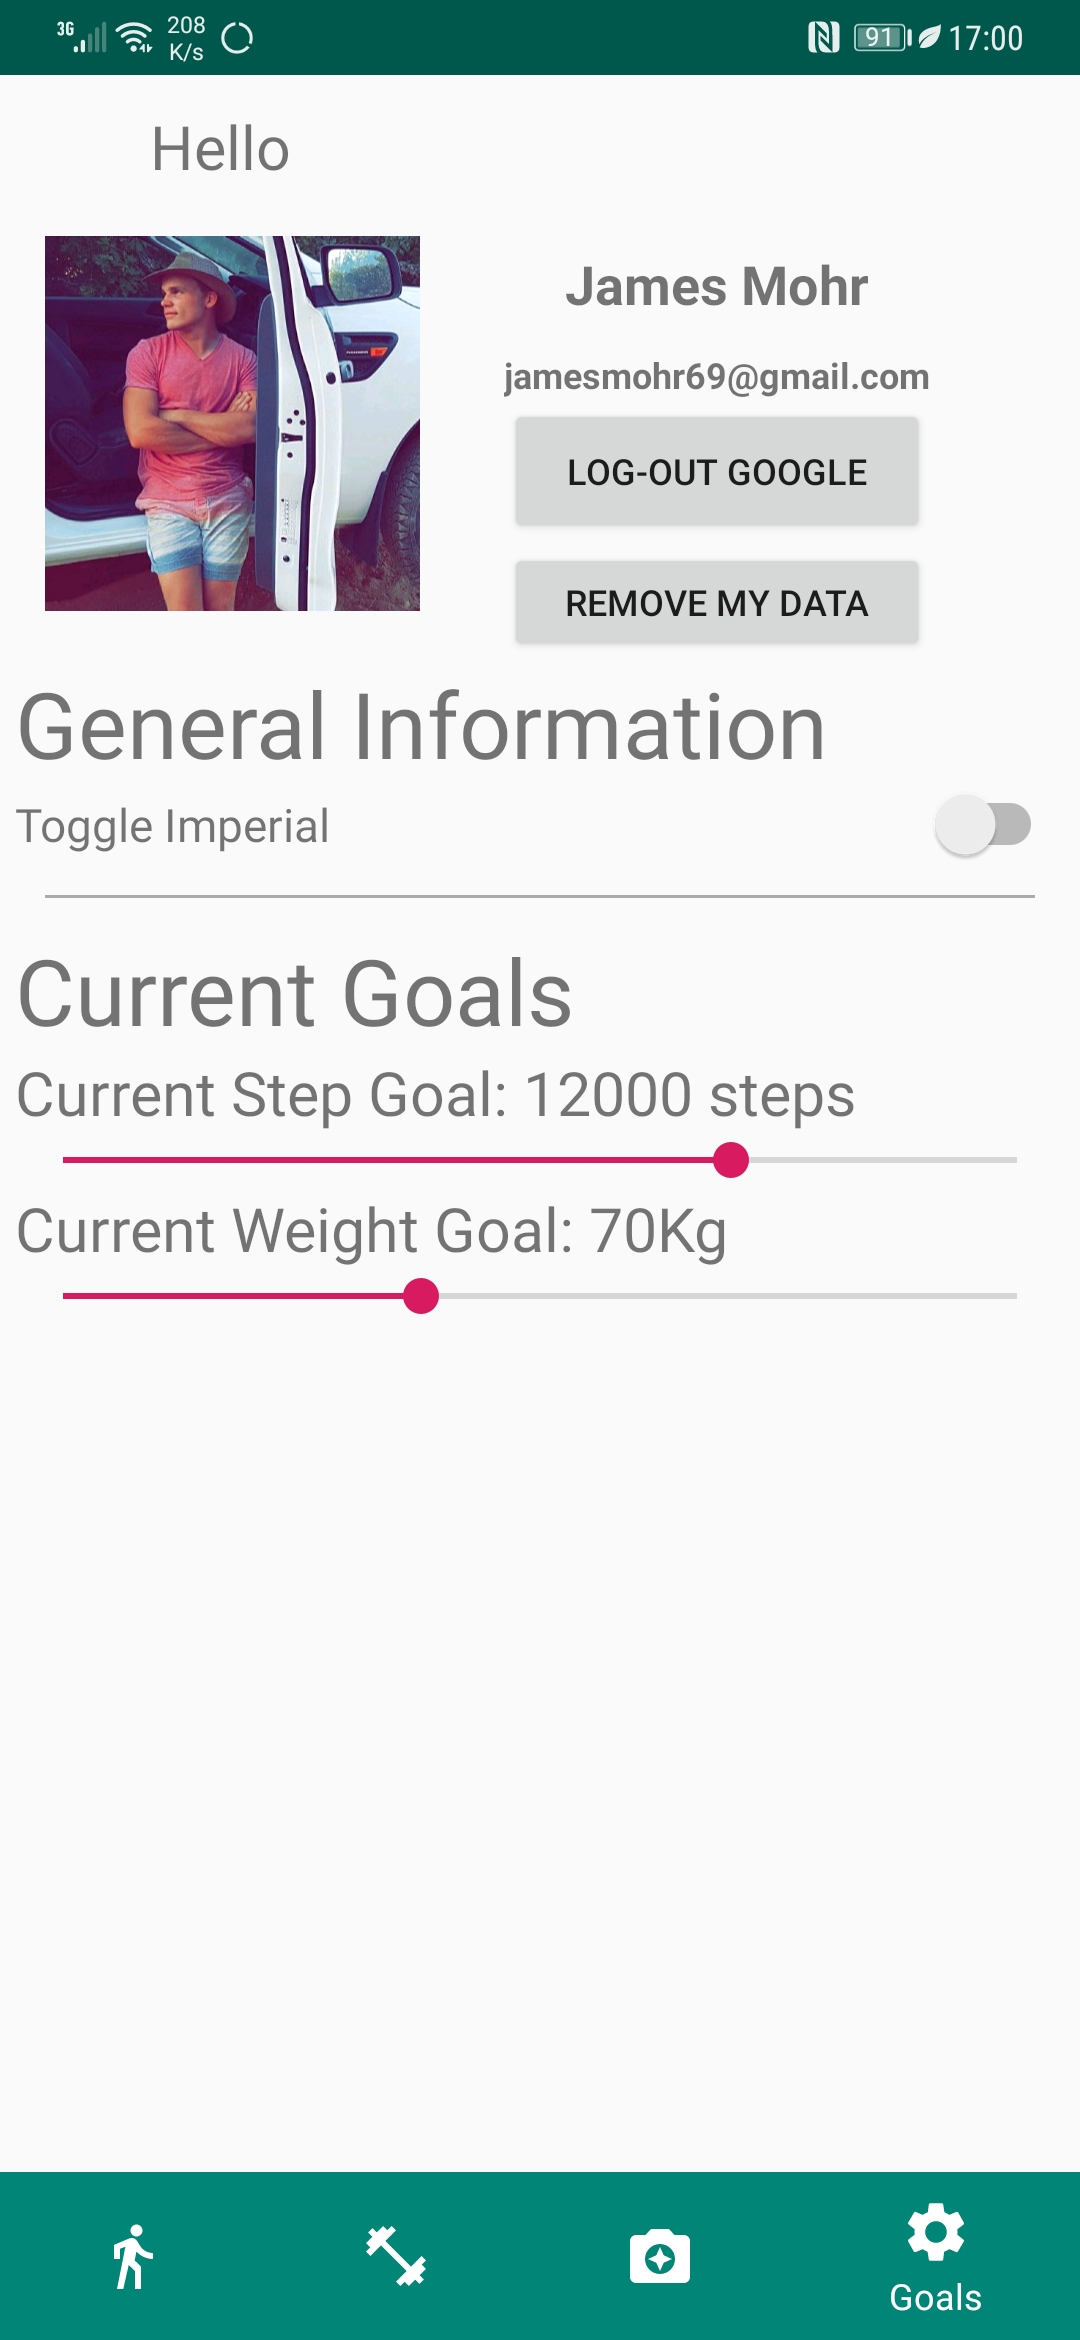 3G 208 K/s 91 17:00
Hello
James Mohr
jamesmohr69@gmail.com
LOG-OUT GOOGLE
REMOVE MY DATA
General Information
Toggle Imperial
Current Goals
Current Step Goal: 12000 steps
Current Weight Goal: 70Kg
Goals